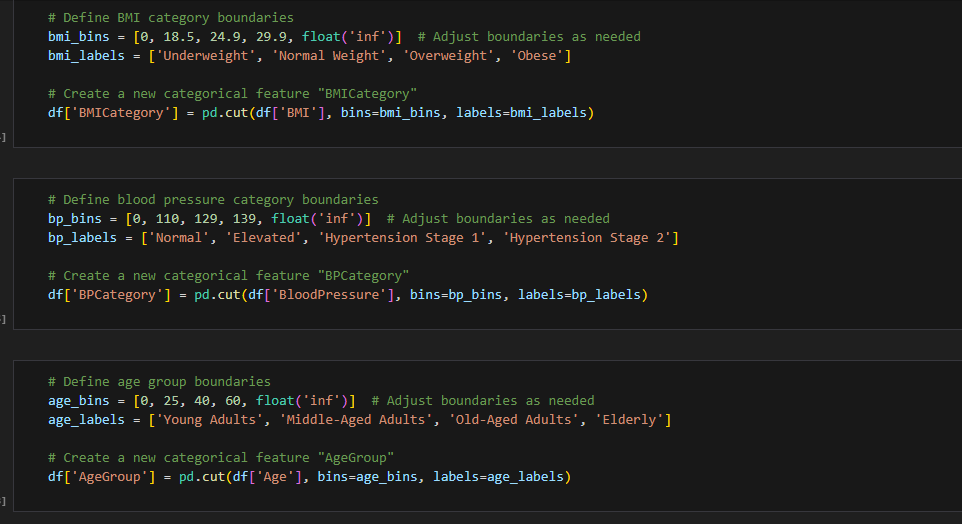 # Define BMI category boundaries
bmi_bins = [0, 18.5, 24.9, 29.9, float('inf')]  # Adjust boundaries as needed
bmi_labels = ['Underweight', 'Normal Weight', 'Overweight', 'Obese']
# Create a new categorical feature "BMICategory"
df['BMICategory'] = pd.cut(df['BMI'], bins=bmi_bins, labels=bmi_labels)
]
# Define blood pressure category boundaries
bp_bins = [0, 110, 129, 139, float('inf')]  # Adjust boundaries as needed
bp_labels = ['Normal', 'Elevated', 'Hypertension Stage 1', 'Hypertension Stage 2']
# Create a new categorical feature "BPCategory"
df['BPCategory'] = pd.cut(df['BloodPressure'], bins=bp_bins, labels=bp_labels)
]
# Define age group boundaries
age_bins = [0, 25, 40, 60, float('inf')]  # Adjust boundaries as needed
age_labels = ['Young Adults', 'Middle-Aged Adults', 'Old-Aged Adults', 'Elderly']
# Create a new categorical feature "AgeGroup"
df['AgeGroup'] = pd.cut(df['Age'], bins=age_bins, labels=age_labels)
]